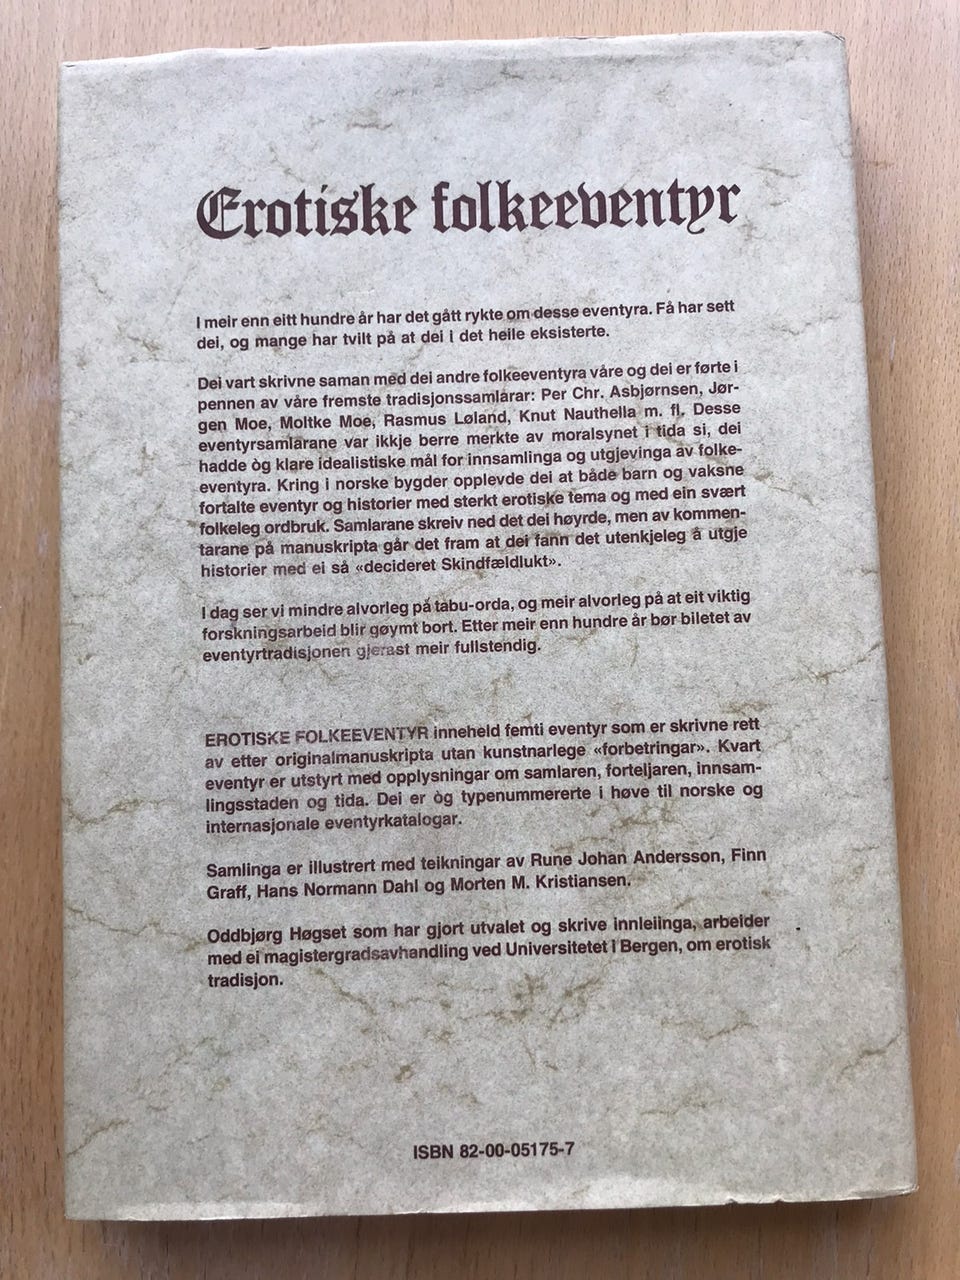 Erotiske folkeeventyr
I meir enn eitt hundre år har det gått rykte om desse eventyra. Få har sett
dei, og mange har tvilt på at dei i det heile eksisterte.
Dei vart skrivne saman med dei andre folkeeventyra våre og dei er førte i
pennen av våre fremste tradisjonssamlarar: Per Chr. Asbjørnsen, Jør-
gen Moe, Moltke Moe, Rasmus Løland, Knut Nauthella m. fl. Desse
eventyrsamlarane var ikkje berre merkte av moralsynet i tida si, dei
hadde òg klare idealistiske mål for innsamlinga og utgjevinga av folke-
eventyra. Kring i norske bygder opplevde dei at både barn og vaksne
fortalte eventyr og historier med sterkt erotiske tema og med ein svært
folkeleg ordbruk. Samlarane skreiv ned det dei høyrde, men av kommen-
tarane på manuskripta går det fram at dei fann det utenkjeleg å utgje
historier med ei så «decideret Skindfældlukt».
I dag ser vi mindre alvorleg på tabu-orda, og meir alvorleg på at eit viktig
forskningsarbeid blir gøymt bort. Etter meir enn hundre år bør biletet av
eventyrtradisjonen gjerast meir fullstendig.
EROTISKE FOLKEEVENTYR inneheld femti eventyr som er skrivne rett
av etter originalmanuskripta utan kunstnarlege «forbetringar». Kvart
eventyr er utstyrt med opplysningar om samlaren, forteljaren, innsam-
lingsstaden og tida. Dei er òg typenummererte i høve til norske og
internasjonale eventyrkatalogar.
Samlinga er illustrert med teikningar av Rune Johan Andersson, Finn
Graff, Hans Normann Dahl og Morten M. Kristiansen.
Oddbjørg Høgset som har gjort utvalet og skrive innleiinga, arbeider
med ei magistergradsavhandling ved Universitetet i Bergen, om erotisk
tradisjon.
ISBN 82-00-05175-7